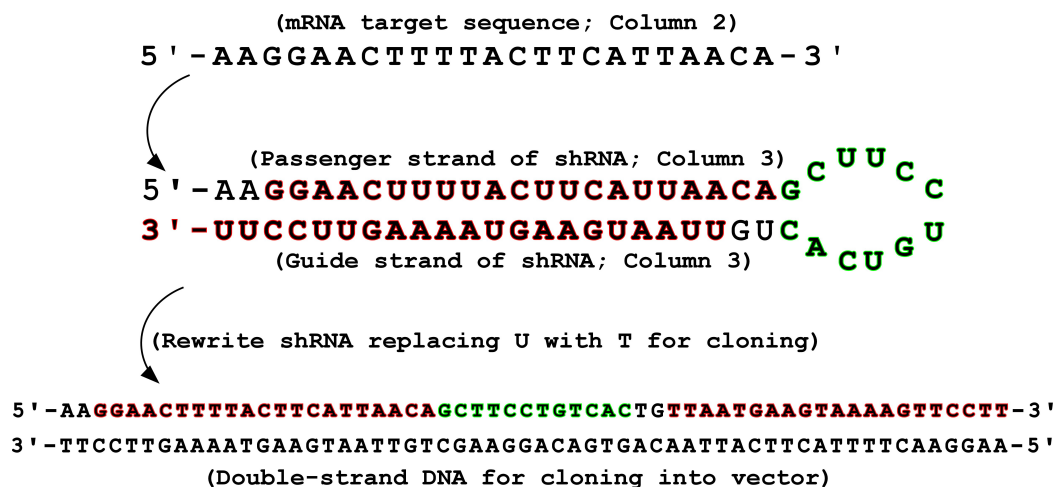 (mRNA target sequence; Column 2)
5'-AAGGAACTTTTACTTCATTAACA-3'
(Passenger strand of shRNA; Column 3)
5'-AAGGAACUUUUACUUCAUUAACAGCUUCC
3'-UUCCUUGAAAAUGAAGUAAUUGUCACUGU
(Guide strand of shRNA; Column 3)
(Rewrite shRNA replacing U with T for cloning)
5'-AAGGAACTTTTACTTCATTAACAGCTTCCTGTCACTGTTAATGAAGTAAAAGTTCCTT-3'
3'-TTCCTTGAAAATGAAGTAATTGTCGAAGGACAGTGACAATTACTTCATTTTCAAGGAA-5'
(Double-strand DNA for cloning into vector)